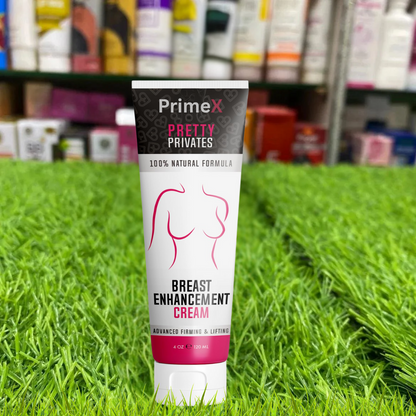 PrimeX
PRETTY
PRIVATES
100% NATURAL FORMULA
BREAST
ENHANCEMENT
CREAM
ADVANCED FIRMING & LIFTING